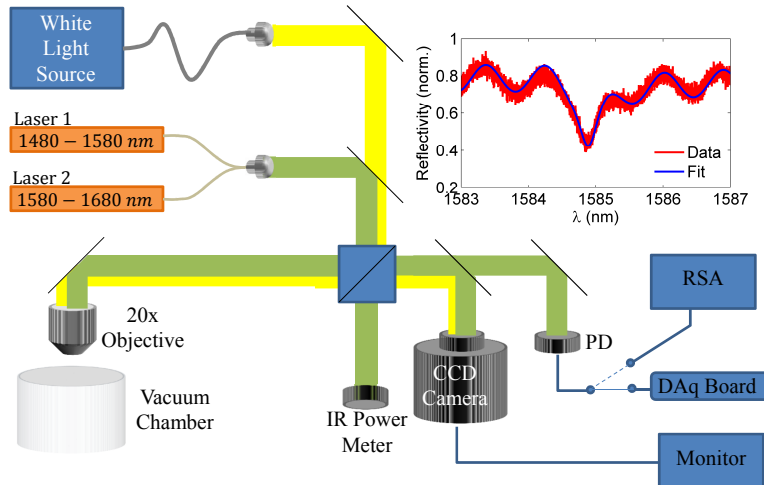 White
Light
Source
Laser 1
1480 − 1580 nm
Laser 2
1580 − 1680 nm
Reflectivity (norm.)
1
0.8
0.6
0.4
0.2
Data
Fit
1583 1584 1585 1586 1587
λ (nm)
20x
Objective
Vacuum
Chamber
IR Power
Meter
CCD
Camera
PD
RSA
DAq Board
Monitor